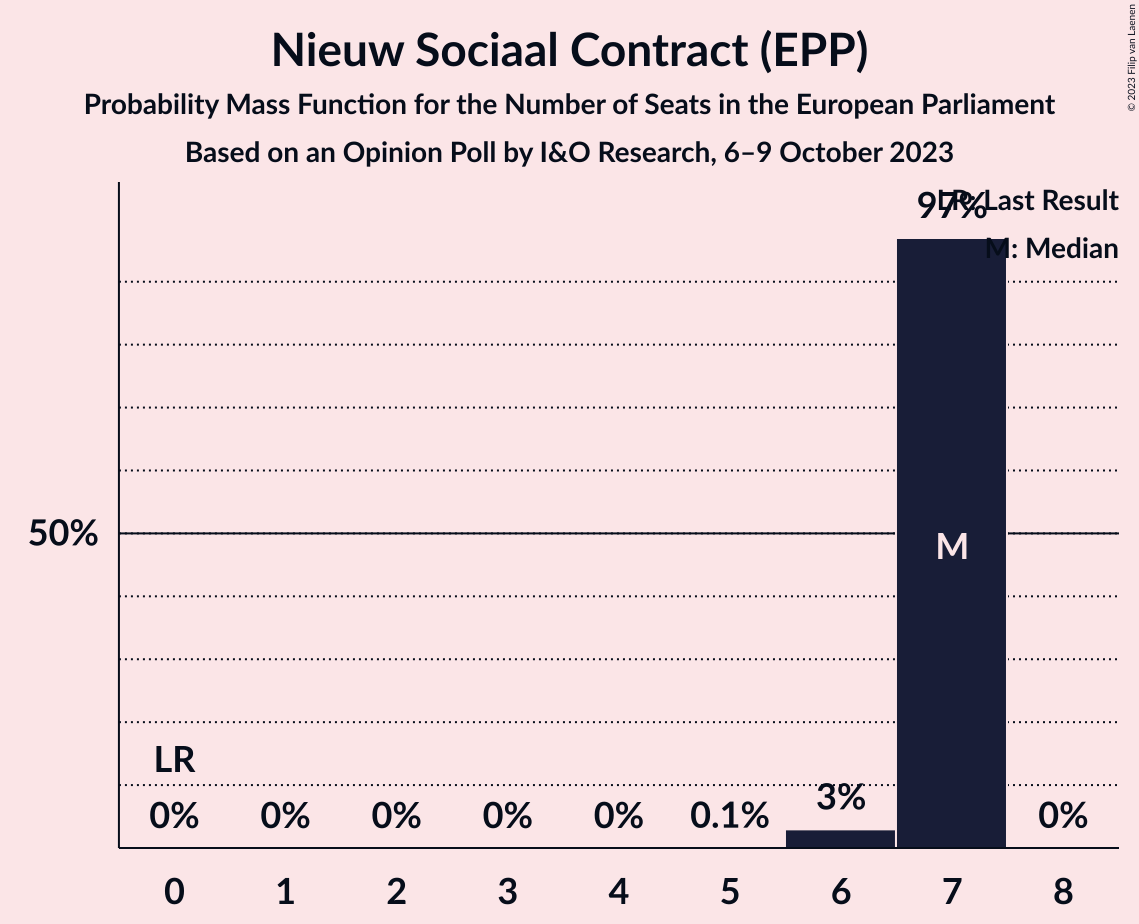 Nieuw Sociaal Contract (EPP)
Probability Mass Function for the Number of Seats in the European Parliament
Based on an Opinion Poll by I&O Research, 6–9 October 2023
© 2023 Filip van Laenen
LR: Last Result
M: Median
97%
50%
M
LR
0% 0% 0% 0% 0% 0.1% 3% 0%
0 1 2 3 4 5 6 7 8